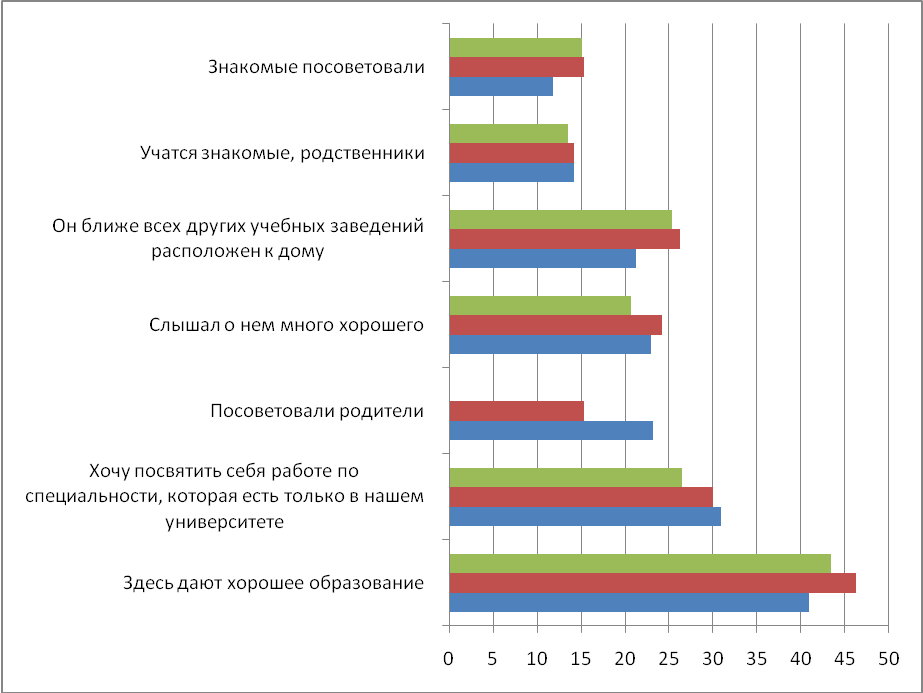 Знакомые посоветовали
Учатся знакомые, родственники
Он ближе всех других учебных заведений
расположен к дому
Слышал о нем много хорошего
Посоветовали родители
Хочу посвятить себя работе по
специальности, которая есть только в нашем
университете
Здесь дают хорошее образование
0 5 10 15 20 25 30 35 40 45 50